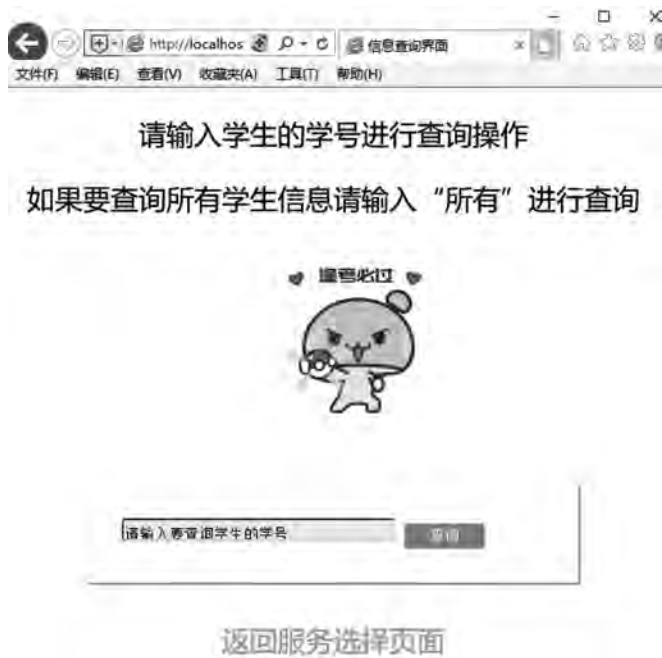 http://localhos
信息查询界面
文件(F) 编辑(E) 查看(V) 收藏夹(A) 工具(T) 帮助(H)
请输入学生的学号进行查询操作
如果要查询所有学生信息请输入“所有”进行查询
逢考必过
请输入要查询学生的学号
查询
返回服务选择页面